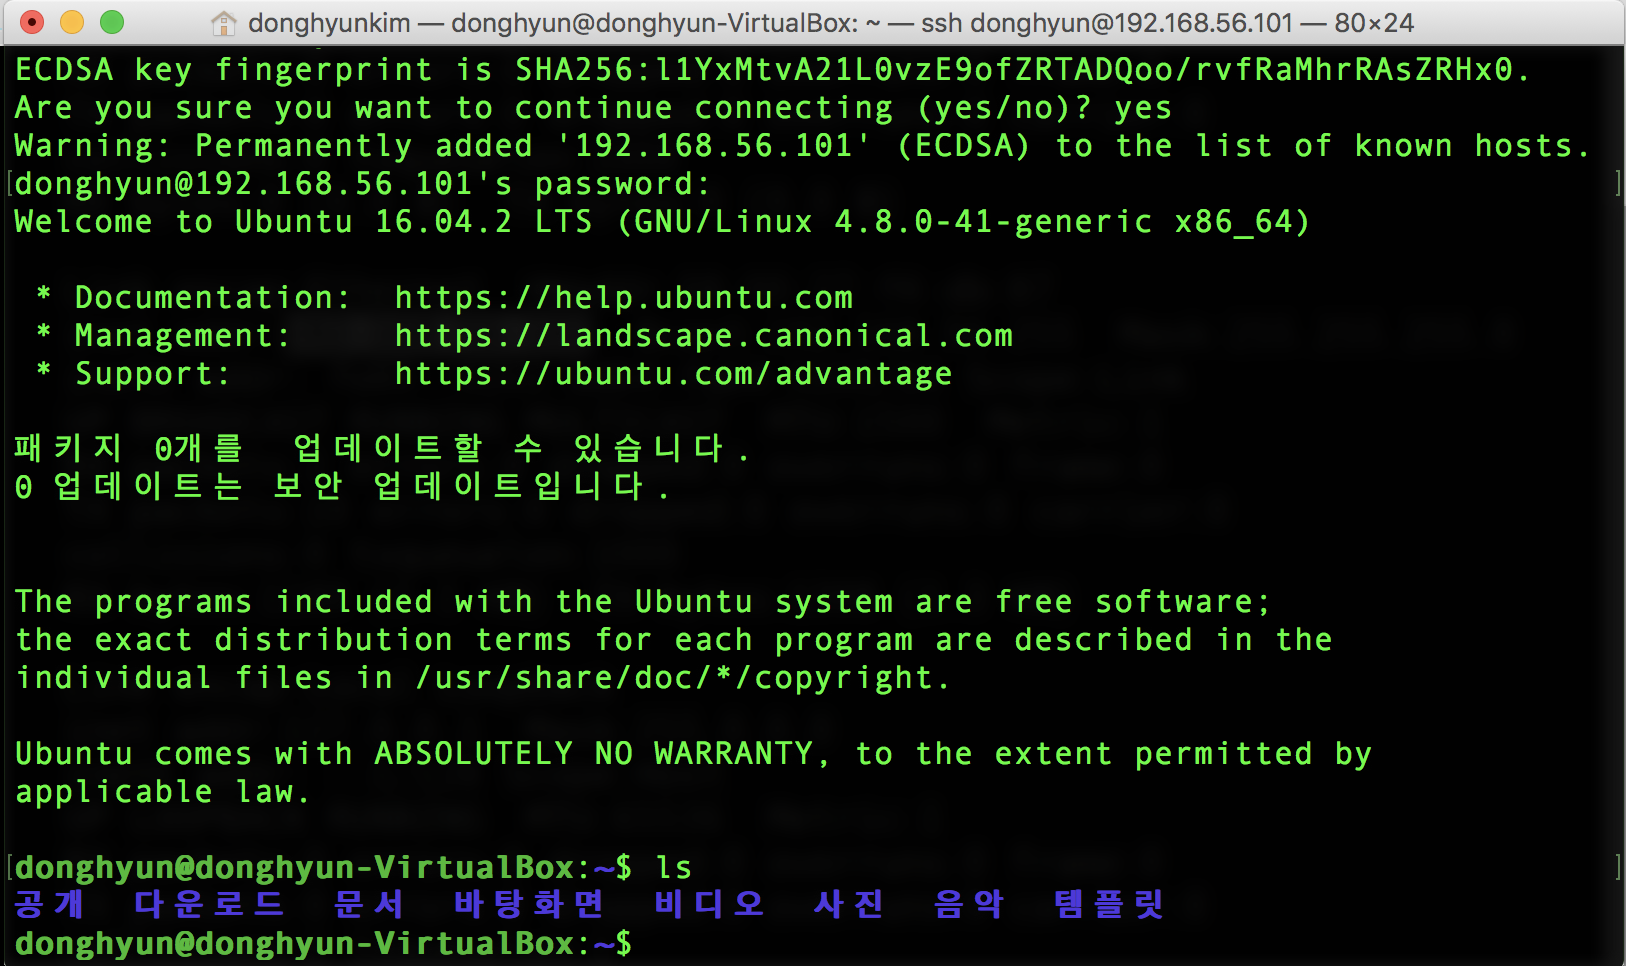 donghyunkim — donghyun@donghyun-VirtualBox: ~ — ssh donghyun@192.168.56.101 — 80×24
ECDSA key fingerprint is SHA256:l1YxMtvA21L0vzE9ofZRTADQoo/rvfRaMhrRAsZRHx0.
Are you sure you want to continue connecting (yes/no)? yes
Warning: Permanently added '192.168.56.101' (ECDSA) to the list of known hosts.
donghyun@192.168.56.101's password:
Welcome to Ubuntu 16.04.2 LTS (GNU/Linux 4.8.0-41-generic x86_64)
* Documentation:  https://help.ubuntu.com
* Management:     https://landscape.canonical.com
* Support:        https://ubuntu.com/advantage
패키지 0개를 업데이트할 수 있습니다.
0 업데이트는 보안 업데이트입니다.
The programs included with the Ubuntu system are free software;
the exact distribution terms for each program are described in the
individual files in /usr/share/doc/*/copyright.
Ubuntu comes with ABSOLUTELY NO WARRANTY, to the extent permitted by
applicable law.
donghyun@donghyun-VirtualBox:~$ ls
공개  다운로드  문서  바탕화면  비디오  사진  음악  템플릿
donghyun@donghyun-VirtualBox:~$